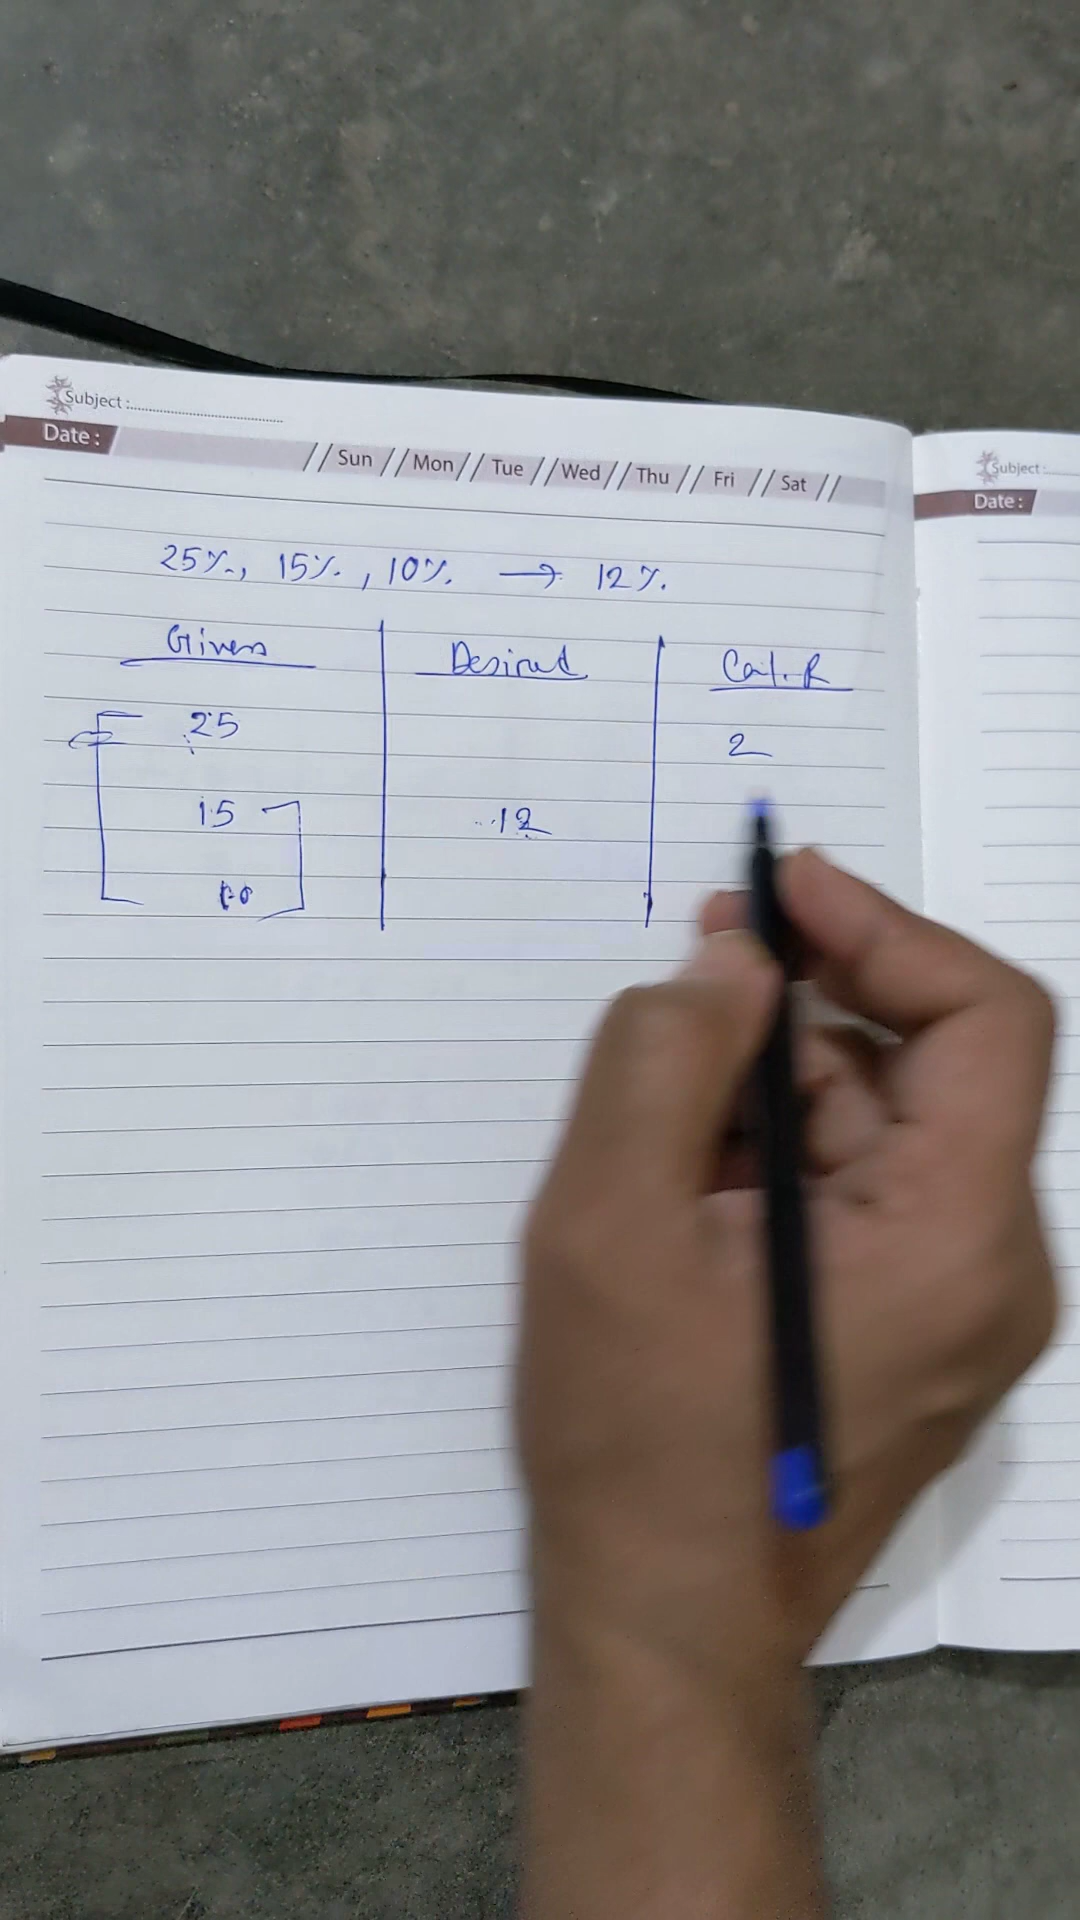 Subject :
Date :
// Sun // Mon // Tue // Wed // Thu // Fri // Sat //
Subject :
Date :
25%, 15%, 10% → 12%
Given Desired Cal. R
25 2
15 12
10